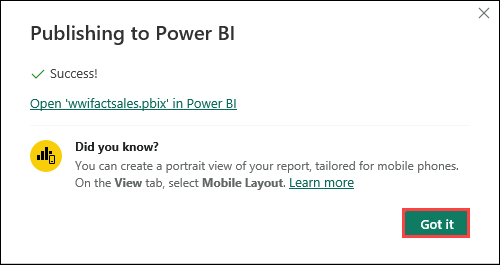 Publishing to Power BI
Success!
Open 'wwifactsales.pbix' in Power BI
Did you know?
You can create a portrait view of your report, tailored for mobile phones.
On the View tab, select Mobile Layout. Learn more
Got it